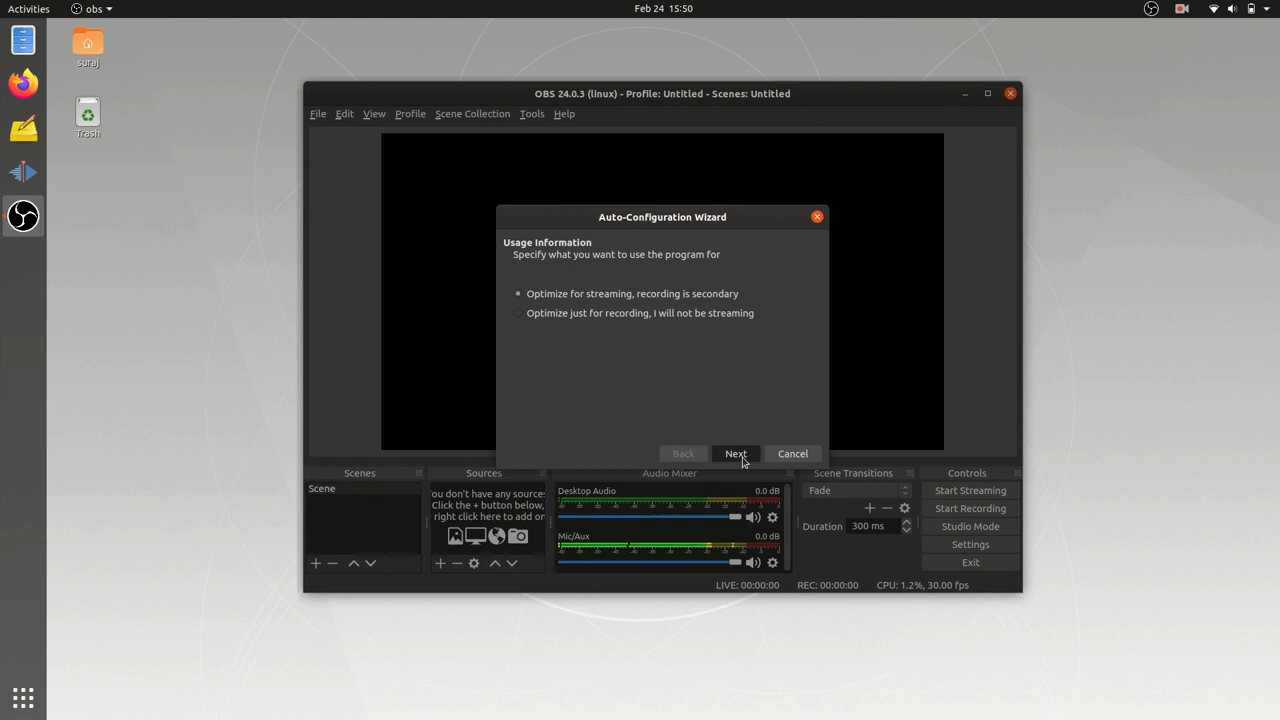 Activities
obs
Feb 24 15:50
suraj
Trash
OBS 24.0.3 (linux) - Profile: Untitled - Scenes: Untitled
File Edit View Profile Scene Collection Tools Help
Auto-Configuration Wizard
Usage Information
Specify what you want to use the program for
Optimize for streaming, recording is secondary
Optimize just for recording, I will not be streaming
Back Next Cancel
Scenes
Scene
Sources
ou don't have any sources
Click the + button below,
right click here to add on
Audio Mixer
Desktop Audio 0.0 dB
Mic/Aux 0.0 dB
Scene Transitions
Fade
Duration 300 ms
Controls
Start Streaming
Start Recording
Studio Mode
Settings
Exit
LIVE: 00:00:00 REC: 00:00:00 CPU: 1.2%, 30.00 fps